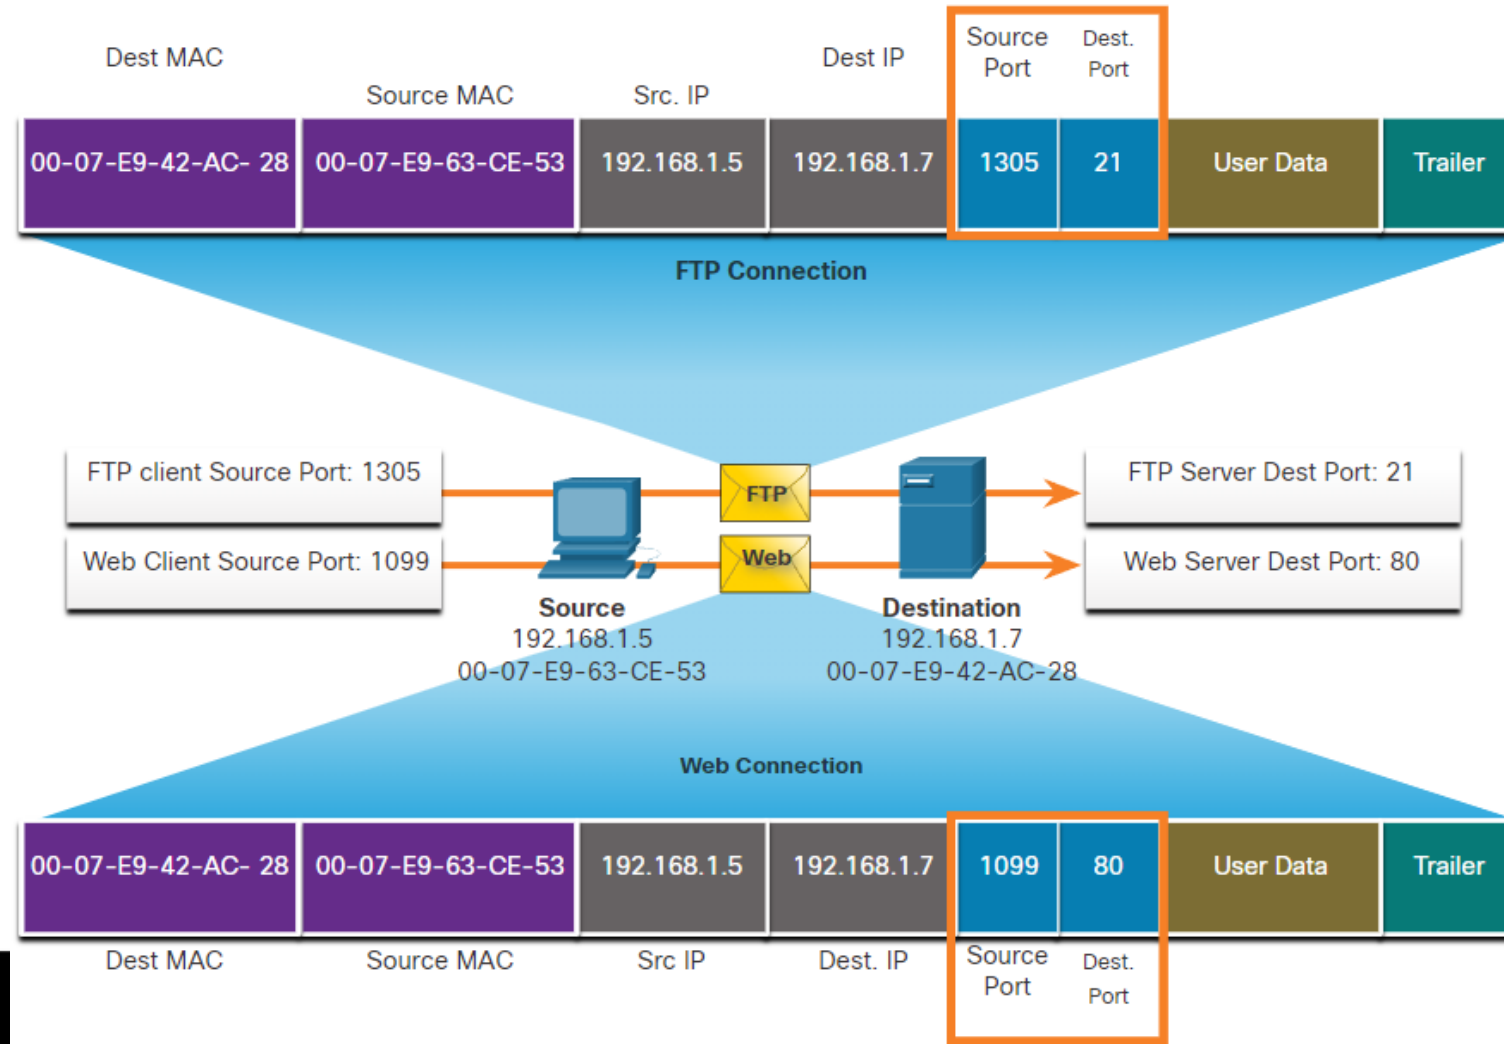 Dest MAC
Source MAC
Src. IP
Dest IP
Source
Port
Dest.
Port
00-07-E9-42-AC- 28
00-07-E9-63-CE-53
192.168.1.5
192.168.1.7
1305
21
User Data
Trailer
FTP Connection
FTP client Source Port: 1305
FTP
FTP Server Dest Port: 21
Web Client Source Port: 1099
Web
Web Server Dest Port: 80
Source
192.168.1.5
00-07-E9-63-CE-53
Destination
192.168.1.7
00-07-E9-42-AC-28
Web Connection
00-07-E9-42-AC- 28
00-07-E9-63-CE-53
192.168.1.5
192.168.1.7
1099
80
User Data
Trailer
Dest MAC
Source MAC
Src IP
Dest. IP
Source
Port
Dest.
Port